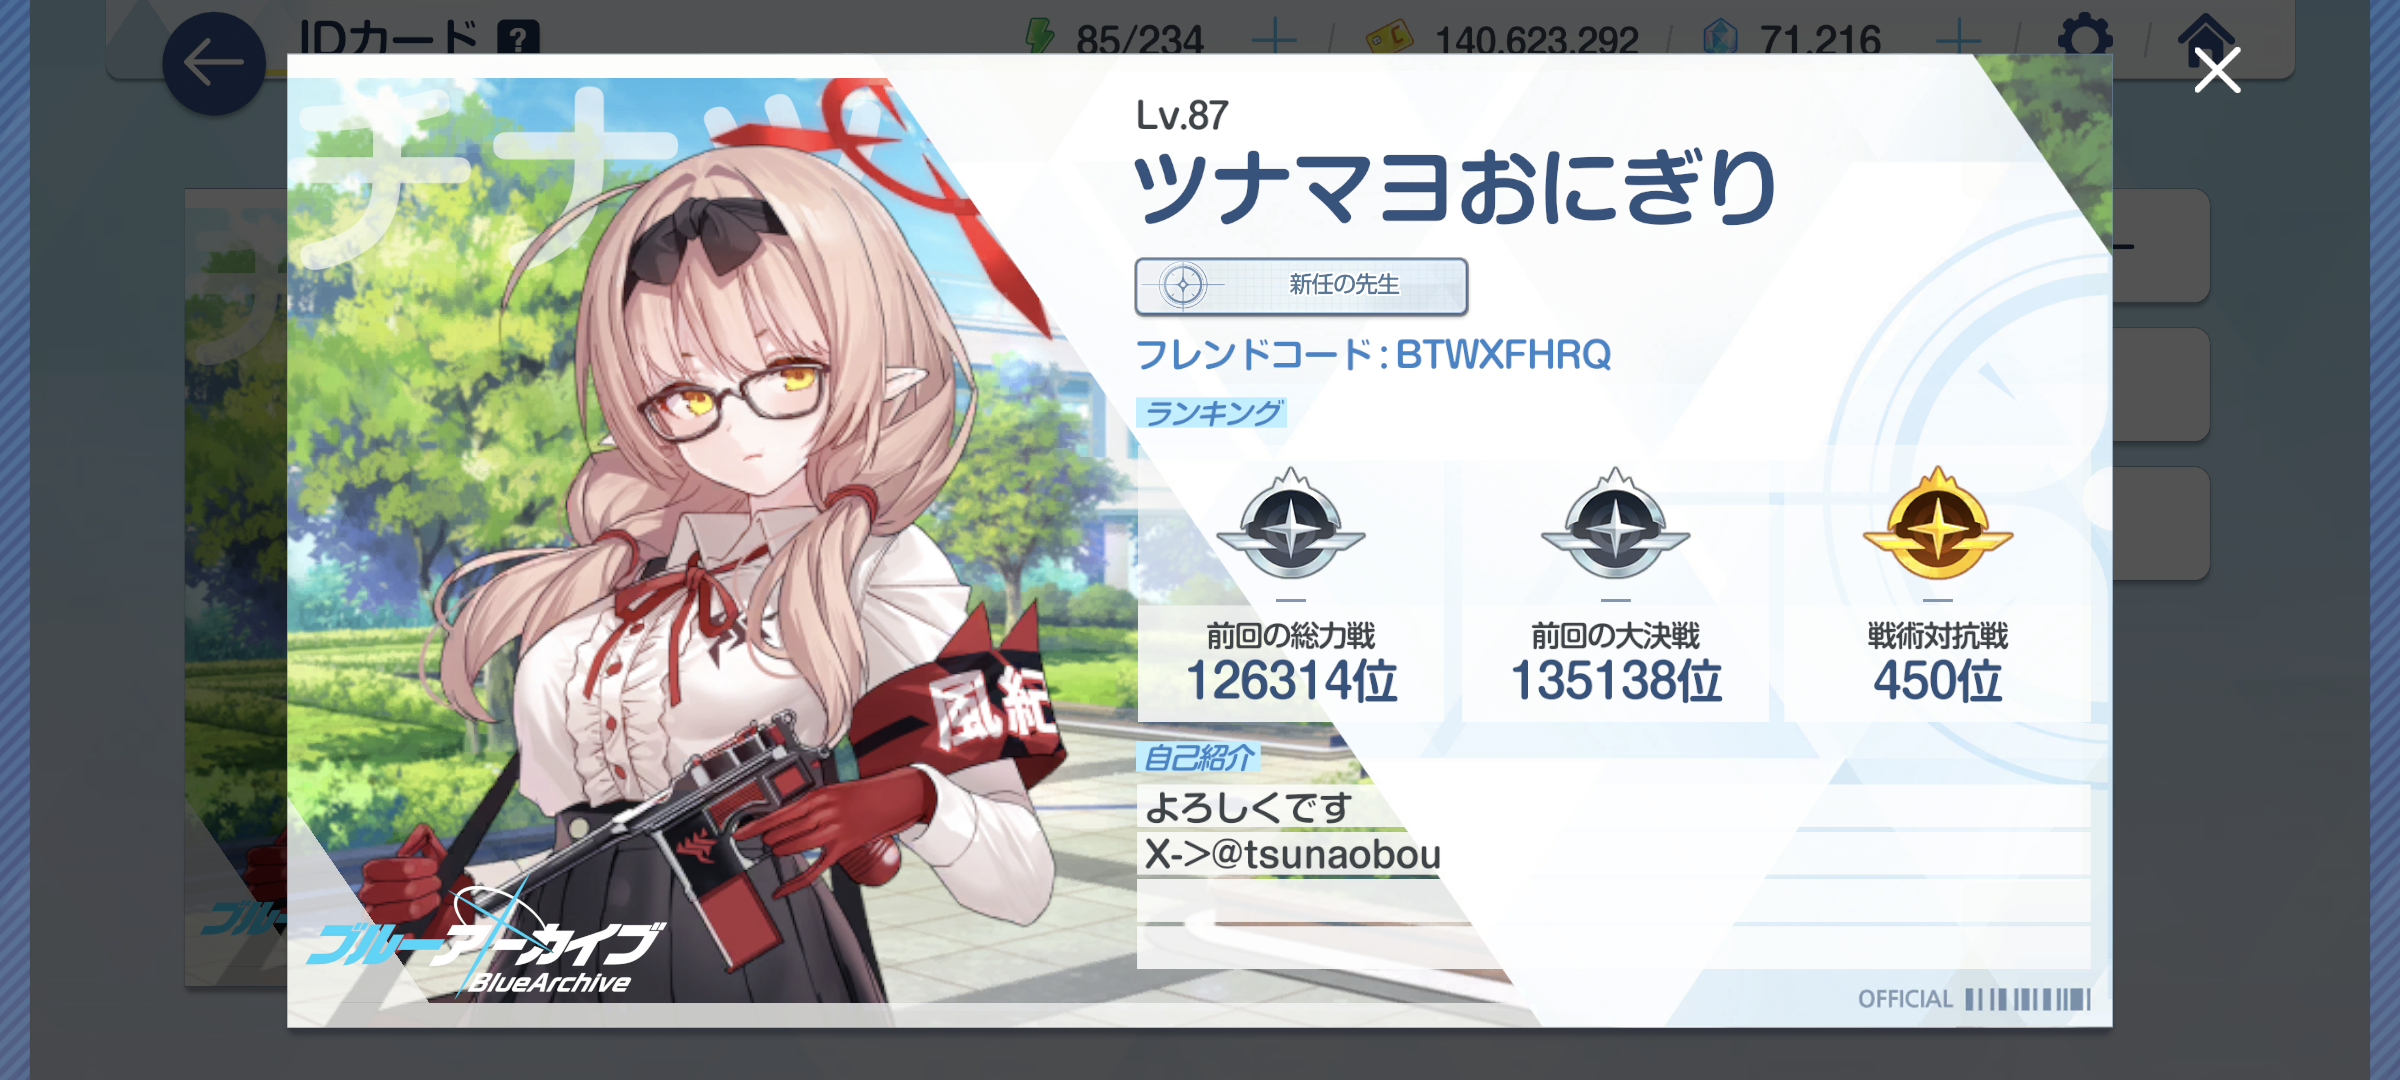 IDカード ?
85/234
140,623,292
71,216
チナツ
Lv.87
ツナマヨおにぎり
新任の先生
フレンドコード : BTWXFHRQ
ランキング
前回の総力戦
126314位
前回の大決戦
135138位
戦術対抗戦
450位
自己紹介
よろしくです
X->@tsunaobou
風紀
ブルーアーカイブ
BlueArchive
OFFICIAL